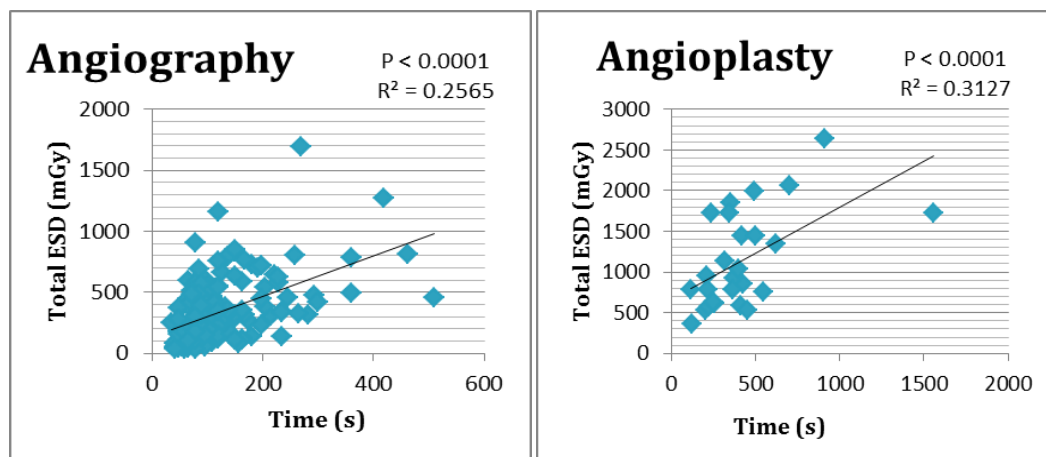 Angiography
P < 0.0001
R² = 0.2565
2000
1500
1000
500
0
Total ESD (mGy)
0 200 400 600
Time (s)
Angioplasty
P < 0.0001
R² = 0.3127
3000
2500
2000
1500
1000
500
0
Total ESD (mGy)
0 500 1000 1500 2000
Time (s)